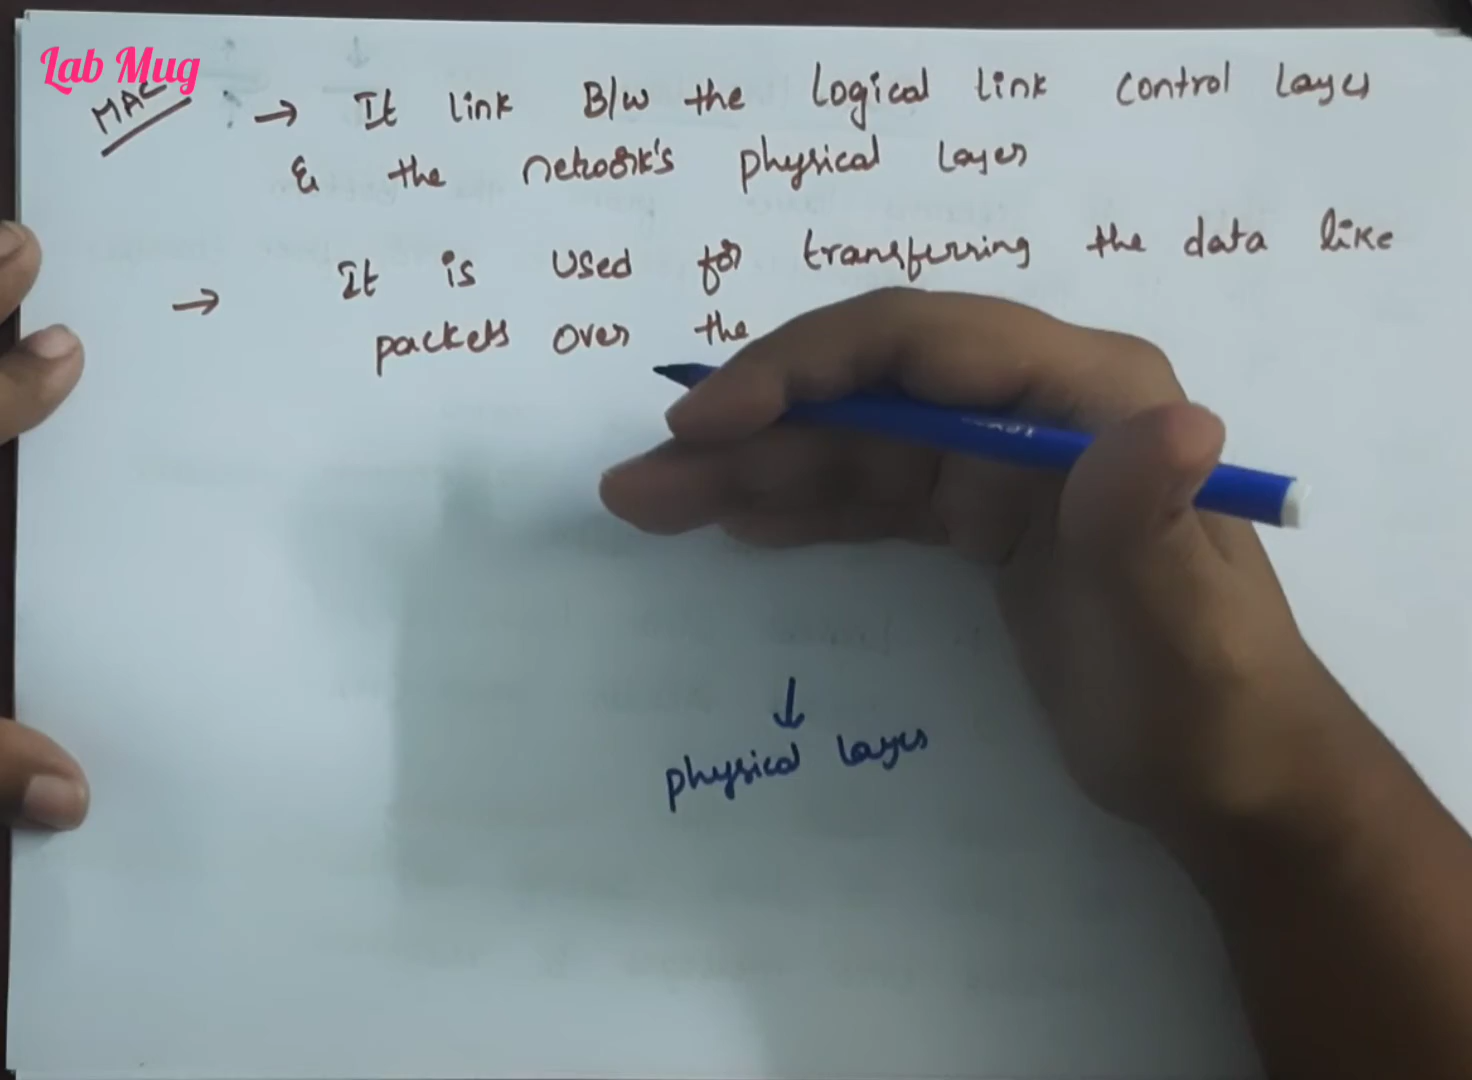 Lab Mug
MAC : → It link B/w the Logical link control Layer
& the network's physical Layer
→ It is used for transferring the data like
packets over the
↓
physical layer